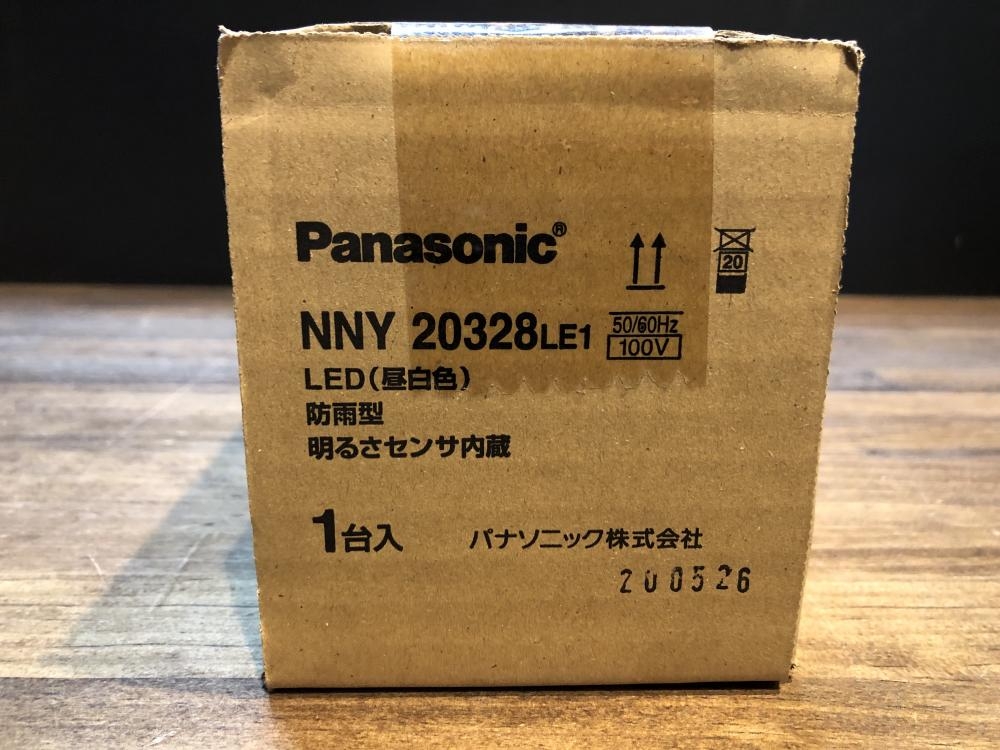 Panasonic®
20
NNY 20328LE1
50/60Hz
100V
LED(昼白色)
防雨型
明るさセンサ内蔵
1台入
パナソニック株式会社
200526